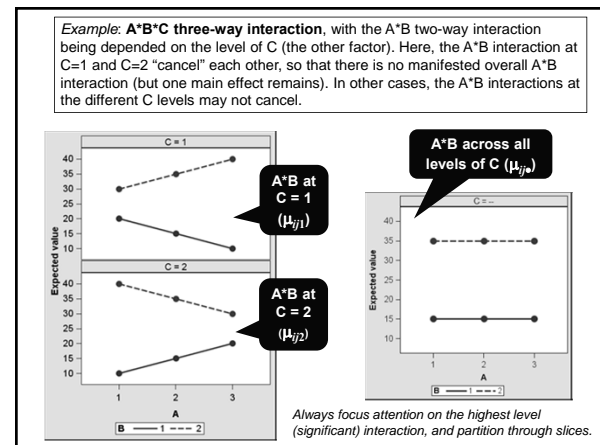 Example: A*B*C three-way interaction, with the A*B two-way interaction
being depended on the level of C (the other factor). Here, the A*B interaction at
C=1 and C=2 “cancel” each other, so that there is no manifested overall A*B
interaction (but one main effect remains). In other cases, the A*B interactions at
the different C levels may not cancel.
C = 1
40
35
30
25
20
15
10
C = 2
40
35
30
25
20
15
10
Expected value
1 2 3
A
B 1 2
A*B at
C = 1
(μij1)
A*B at
C = 2
(μij2)
A*B across all
levels of C (μij•)
C = –
40
35
30
25
20
15
10
Expected value
1 2 3
A
B 1 2
Always focus attention on the highest level
(significant) interaction, and partition through slices.